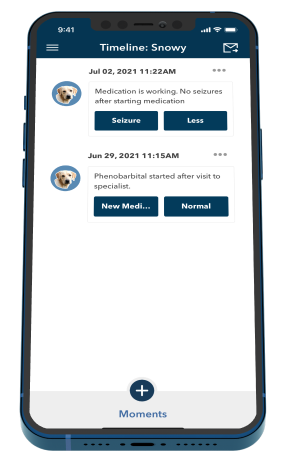 9:41
Timeline: Snowy
Jul 02, 2021 11:22AM
Medication is working. No seizures
after starting medication
Seizure Less
Jun 29, 2021 11:15AM
Phenobarbital started after visit to
specialist.
New Medi... Normal
Moments